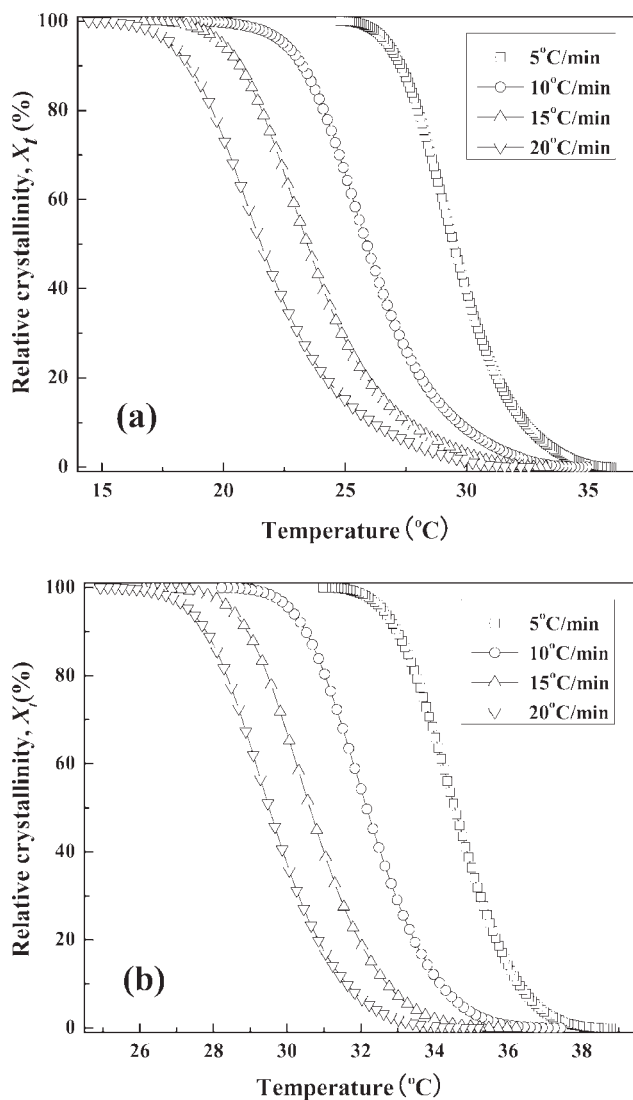 100
80
60
40
20
0
Relative crystallinity, Xt (%)
5°C/min
10°C/min
15°C/min
20°C/min
(a)
15 20 25 30 35
Temperature (°C)
100
80
60
40
20
0
Relative crystallinity, Xt(%)
5°C/min
10°C/min
15°C/min
20°C/min
(b)
26 28 30 32 34 36 38
Temperature (°C)